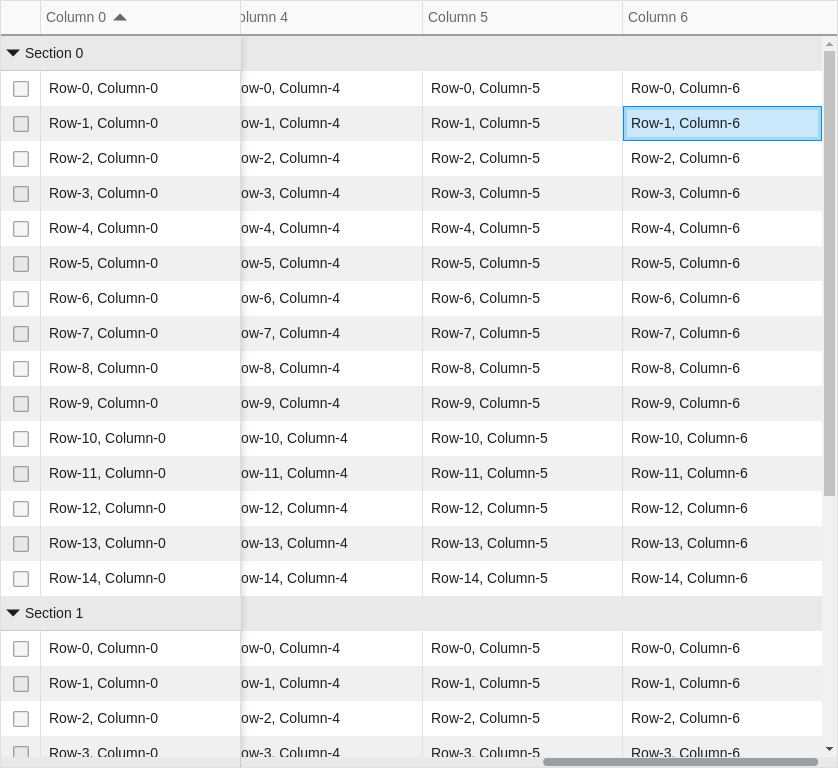 Column 0 olumn 4 Column 5 Column 6
Section 0
Row-0, Column-0 ow-0, Column-4 Row-0, Column-5 Row-0, Column-6
Row-1, Column-0 ow-1, Column-4 Row-1, Column-5 Row-1, Column-6
Row-2, Column-0 ow-2, Column-4 Row-2, Column-5 Row-2, Column-6
Row-3, Column-0 ow-3, Column-4 Row-3, Column-5 Row-3, Column-6
Row-4, Column-0 ow-4, Column-4 Row-4, Column-5 Row-4, Column-6
Row-5, Column-0 ow-5, Column-4 Row-5, Column-5 Row-5, Column-6
Row-6, Column-0 ow-6, Column-4 Row-6, Column-5 Row-6, Column-6
Row-7, Column-0 ow-7, Column-4 Row-7, Column-5 Row-7, Column-6
Row-8, Column-0 ow-8, Column-4 Row-8, Column-5 Row-8, Column-6
Row-9, Column-0 ow-9, Column-4 Row-9, Column-5 Row-9, Column-6
Row-10, Column-0 ow-10, Column-4 Row-10, Column-5 Row-10, Column-6
Row-11, Column-0 ow-11, Column-4 Row-11, Column-5 Row-11, Column-6
Row-12, Column-0 ow-12, Column-4 Row-12, Column-5 Row-12, Column-6
Row-13, Column-0 ow-13, Column-4 Row-13, Column-5 Row-13, Column-6
Row-14, Column-0 ow-14, Column-4 Row-14, Column-5 Row-14, Column-6
Section 1
Row-0, Column-0 ow-0, Column-4 Row-0, Column-5 Row-0, Column-6
Row-1, Column-0 ow-1, Column-4 Row-1, Column-5 Row-1, Column-6
Row-2, Column-0 ow-2, Column-4 Row-2, Column-5 Row-2, Column-6
Row-3, Column-0 ow-3, Column-4 Row-3, Column-5 Row-3, Column-6